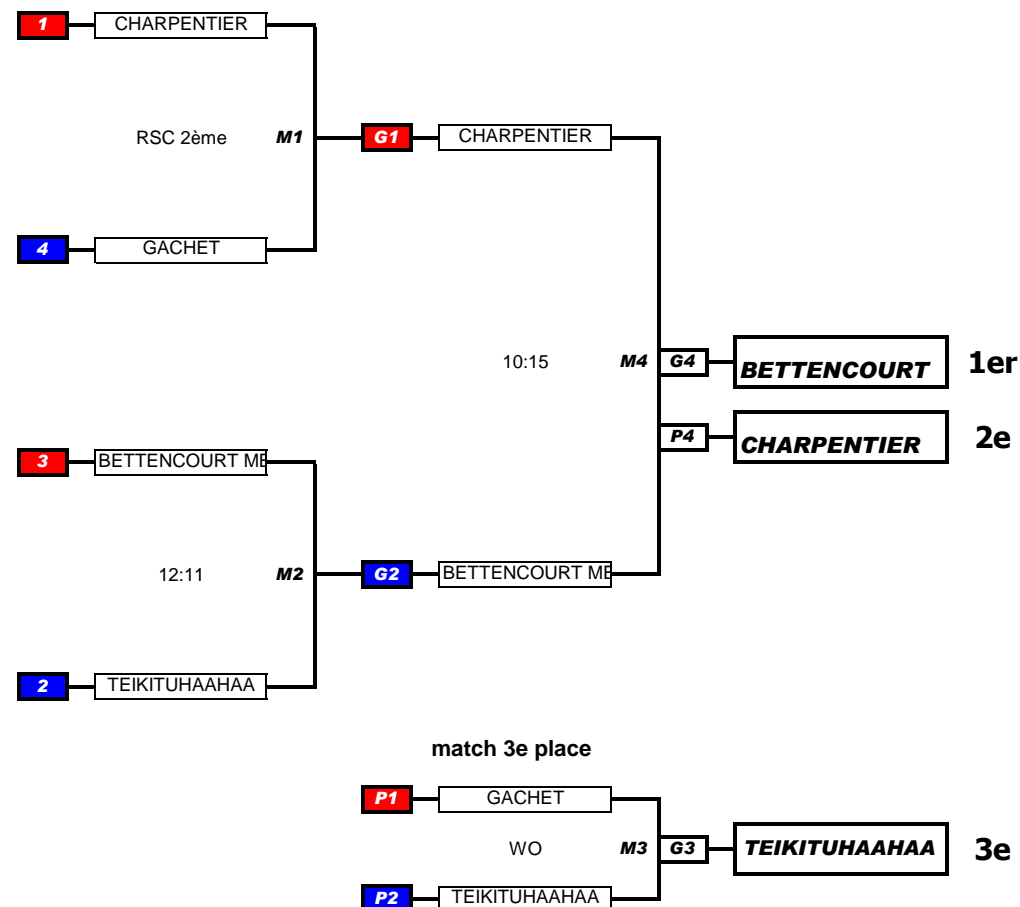 1 CHARPENTIER
RSC 2ème M1 G1 CHARPENTIER
4 GACHET
10:15 M4 G4 BETTENCOURT 1er
P4 CHARPENTIER 2e
3 BETTENCOURT ME
12:11 M2 G2 BETTENCOURT ME
2 TEIKITUHAAHAA
match 3e place
P1 GACHET
WO M3 G3 TEIKITUHAAHAA 3e
P2 TEIKITUHAAHAA